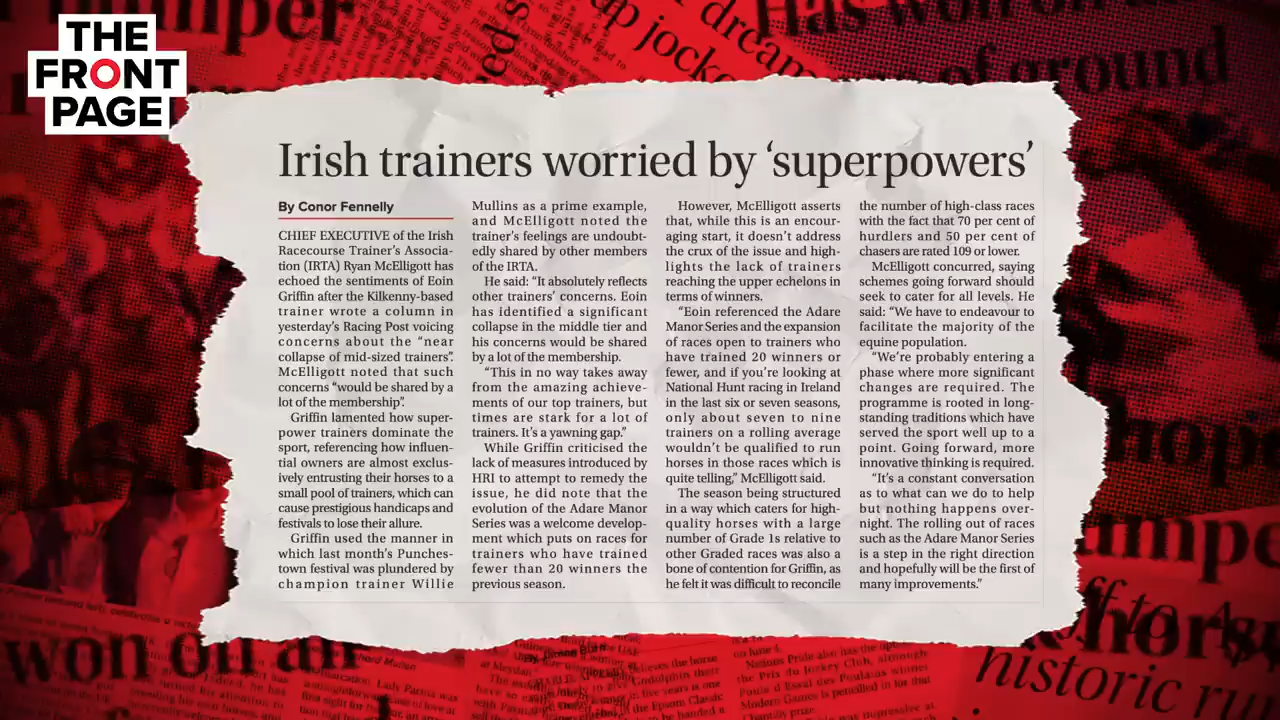 THE
FRONT
PAGE
Irish trainers worried by ‘superpowers’
By Conor Fennelly
CHIEF EXECUTIVE of the Irish
Racecourse Trainer’s Associa-
tion (IRTA) Ryan McElligott has
echoed the sentiments of Eoin
Griffin after the Kilkenny-based
trainer wrote a column in
yesterday’s Racing Post voicing
concerns about the “near
collapse of mid-sized trainers”.
McElligott noted that such
concerns “would be shared by a
lot of the membership”.
Griffin lamented how super-
power trainers dominate the
sport, referencing how influen-
tial owners are almost exclus-
ively entrusting their horses to a
small pool of trainers, which can
cause prestigious handicaps and
festivals to lose their allure.
Griffin used the manner in
which last month’s Punches-
town festival was plundered by
champion trainer Willie
Mullins as a prime example,
and McElligott noted the
trainer’s feelings are undoubt-
edly shared by other members
of the IRTA.
He said: “It absolutely reflects
other trainers’ concerns. Eoin
has identified a significant
collapse in the middle tier and
his concerns would be shared
by a lot of the membership.
“This in no way takes away
from the amazing achieve-
ments of our top trainers, but
times are stark for a lot of
trainers. It’s a yawning gap.”
While Griffin criticised the
lack of measures introduced by
HRI to attempt to remedy the
issue, he did note that the
evolution of the Adare Manor
Series was a welcome develop-
ment which puts on races for
trainers who have trained
fewer than 20 winners the
previous season.
However, McElligott asserts
that, while this is an encour-
aging start, it doesn’t address
the crux of the issue and high-
lights the lack of trainers
reaching the upper echelons in
terms of winners.
“Eoin referenced the Adare
Manor Series and the expansion
of races open to trainers who
have trained 20 winners or
fewer, and if you’re looking at
National Hunt racing in Ireland
in the last six or seven seasons,
only about seven to nine
trainers on a rolling average
wouldn’t be qualified to run
horses in those races which is
quite telling,” McElligott said.
The season being structured
in a way which caters for high-
quality horses with a large
number of Grade 1s relative to
other Graded races was also a
bone of contention for Griffin, as
he felt it was difficult to reconcile
the number of high-class races
with the fact that 70 per cent of
hurdlers and 50 per cent of
chasers are rated 109 or lower.
McElligott concurred, saying
schemes going forward should
seek to cater for all levels. He
said: “We have to endeavour to
facilitate the majority of the
equine population.
“We’re probably entering a
phase where more significant
changes are required. The
programme is rooted in long-
standing traditions which have
served the sport well up to a
point. Going forward, more
innovative thinking is required.
“It’s a constant conversation
as to what can we do to help
but nothing happens over-
night. The rolling out of races
such as the Adare Manor Series
is a step in the right direction
and hopefully will be the first of
many improvements.”
won on an
historic